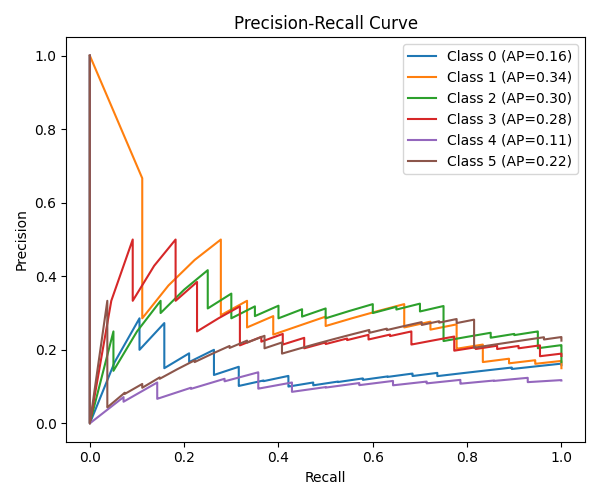 Precision-Recall Curve
Class 0 (AP=0.16)
Class 1 (AP=0.34)
Class 2 (AP=0.30)
Class 3 (AP=0.28)
Class 4 (AP=0.11)
Class 5 (AP=0.22)
Precision
1.0
0.8
0.6
0.4
0.2
0.0
0.0 0.2 0.4 0.6 0.8 1.0
Recall